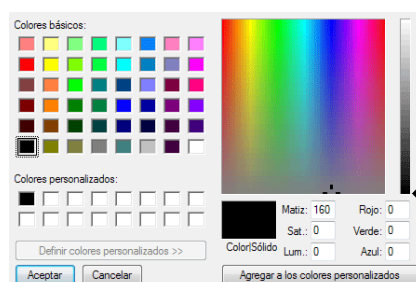 Colores básicos:
Colores personalizados:
Definir colores personalizados >>
Aceptar Cancelar
Matiz: 160 Rojo: 0
Sat.: 0 Verde: 0
Color|Sólido Lum.: 0 Azul: 0
Agregar a los colores personalizados